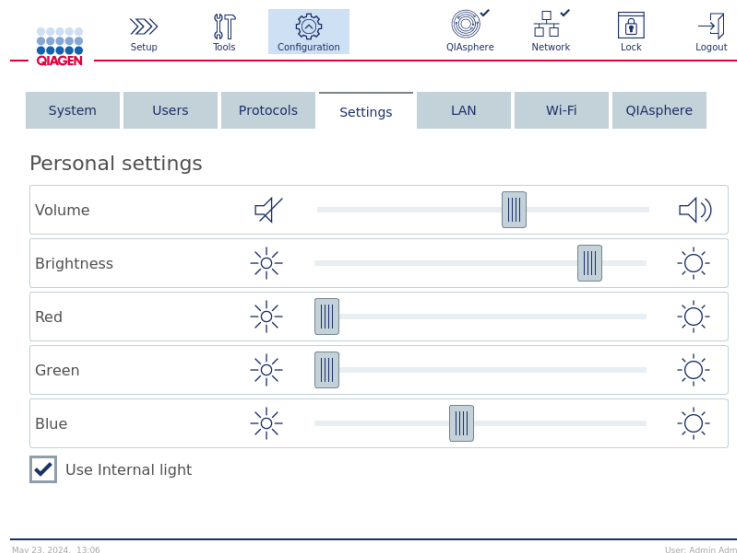 Setup
Tools
Configuration
QIAsphere
Network
Lock
Logout
QIAGEN
System
Users
Protocols
Settings
LAN
Wi-Fi
QIAsphere
Personal settings
Volume
Brightness
Red
Green
Blue
Use Internal light
May 23, 2024, 13:06
User: Admin Adm